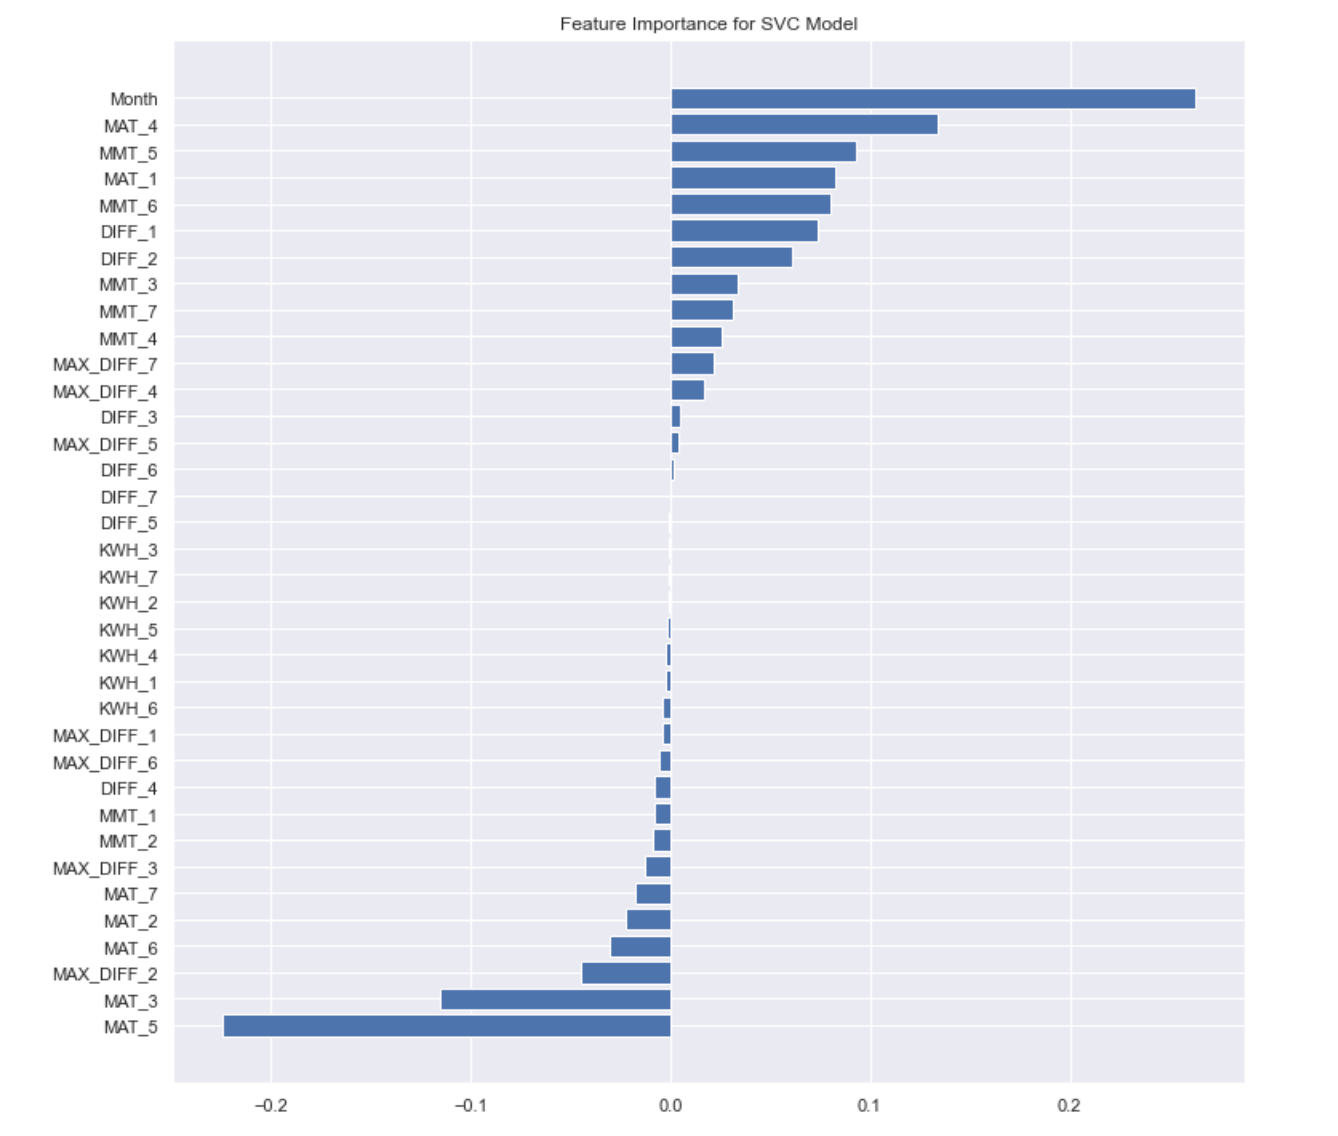 Feature Importance for SVC Model
Month
MAT_4
MMT_5
MAT_1
MMT_6
DIFF_1
DIFF_2
MMT_3
MMT_7
MMT_4
MAX_DIFF_7
MAX_DIFF_4
DIFF_3
MAX_DIFF_5
DIFF_6
DIFF_7
DIFF_5
KWH_3
KWH_7
KWH_2
KWH_5
KWH_4
KWH_1
KWH_6
MAX_DIFF_1
MAX_DIFF_6
DIFF_4
MMT_1
MMT_2
MAX_DIFF_3
MAT_7
MAT_2
MAT_6
MAX_DIFF_2
MAT_3
MAT_5
−0.2 −0.1 0.0 0.1 0.2